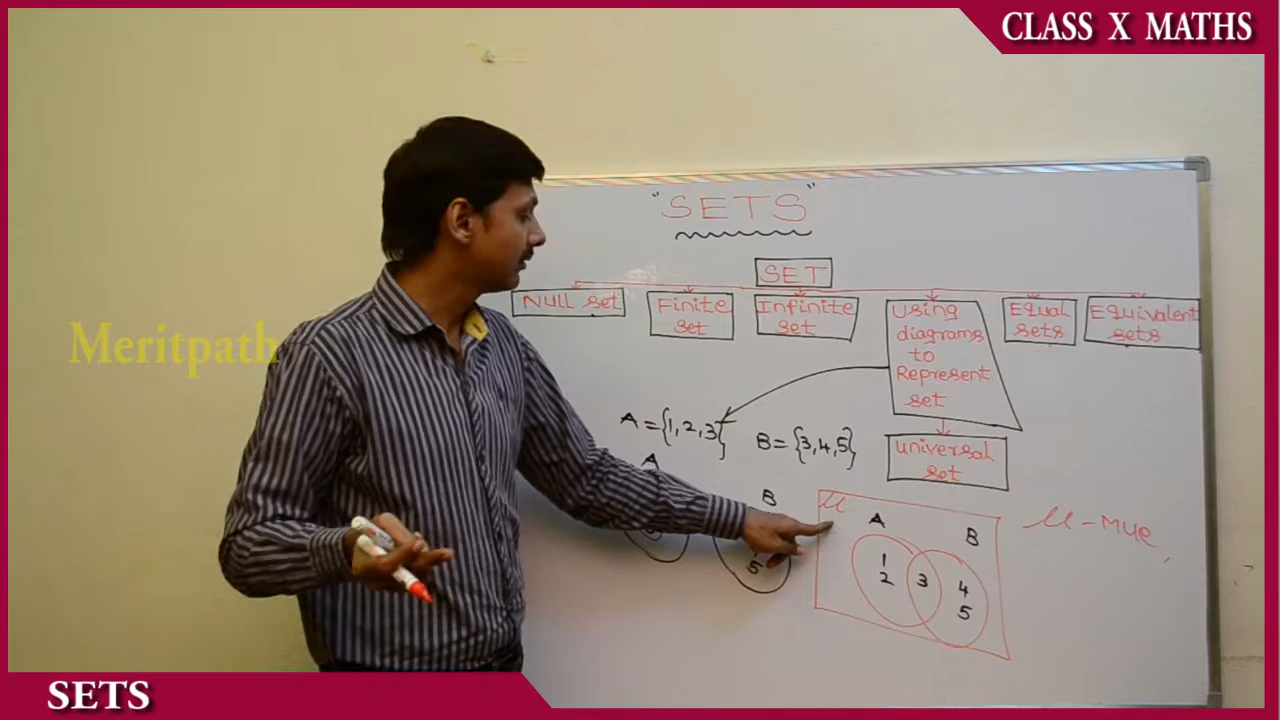 CLASS X MATHS
Meritpath
"SETS"
SET
NULL set
Finite
set
Infinite
set
Using
diagrams
to
Represent
set
Equal
sets
Equivalent
sets
A = {1,2,3}
B = {3,4,5}
universal
set
A
B
5
μ
A
B
1
2
3
4
5
μ - Mue
SETS